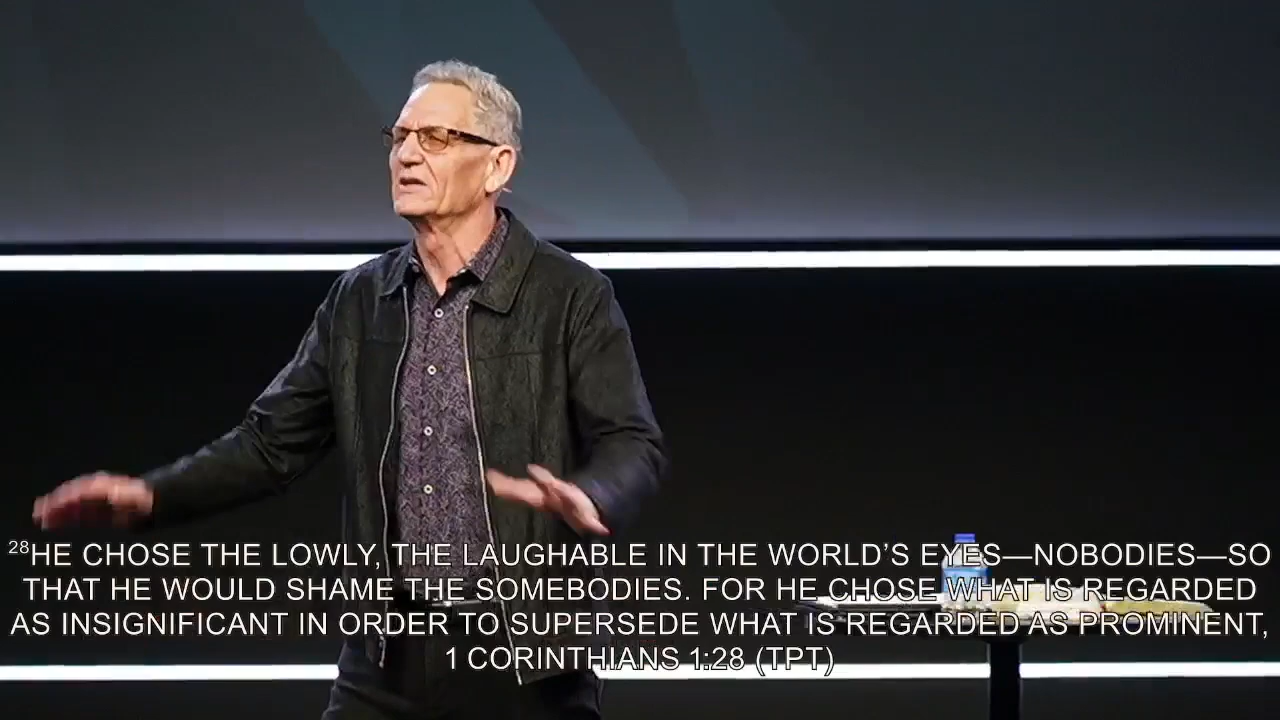 ²⁸HE CHOSE THE LOWLY, THE LAUGHABLE IN THE WORLD’S EYES—NOBODIES—SO
THAT HE WOULD SHAME THE SOMEBODIES. FOR HE CHOSE WHAT IS REGARDED
AS INSIGNIFICANT IN ORDER TO SUPERSEDE WHAT IS REGARDED AS PROMINENT,
1 CORINTHIANS 1:28 (TPT)